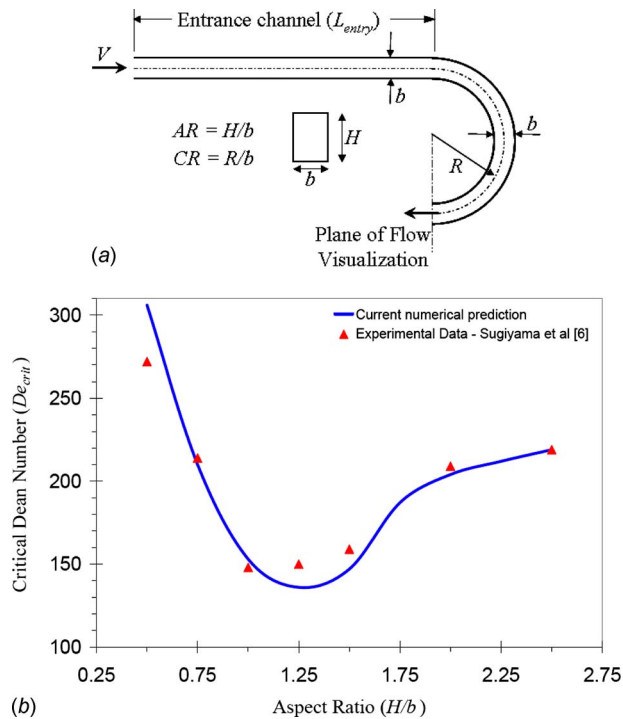 Entrance channel (L_entry)
V
b
b
AR = H/b
CR = R/b
H
b
R
Plane of Flow
Visualization
(a)
Current numerical prediction
Experimental Data - Sugiyama et al [6]
300
250
200
150
100
Critical Dean Number (De_crit)
0.25 0.75 1.25 1.75 2.25 2.75
Aspect Ratio (H/b)
(b)